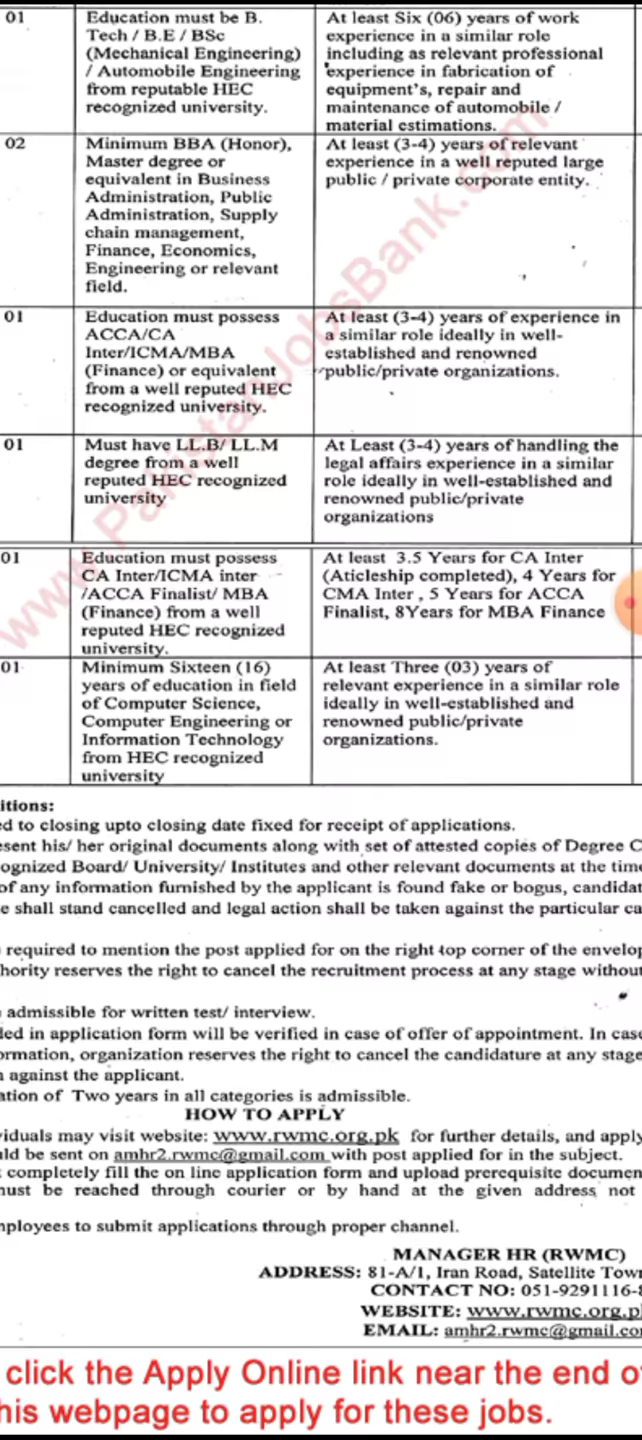 01
Education must be B.
Tech / B.E / BSc
(Mechanical Engineering)
/ Automobile Engineering
from reputable HEC
recognized university.
At least Six (06) years of work
experience in a similar role
including as relevant professional
experience in fabrication of
equipment's, repair and
maintenance of automobile /
material estimations.
02
Minimum BBA (Honor),
Master degree or
equivalent in Business
Administration, Public
Administration, Supply
chain management,
Finance, Economics,
Engineering or relevant
field.
At least (3-4) years of relevant
experience in a well reputed large
public / private corporate entity.
01
Education must possess
ACCA/CA
Inter/ICMA/MBA
(Finance) or equivalent
from a well reputed HEC
recognized university.
At least (3-4) years of experience in
a similar role ideally in well-
established and renowned
public/private organizations.
01
Must have LL.B/ LL.M
degree from a well
reputed HEC recognized
university
At Least (3-4) years of handling the
legal affairs experience in a similar
role ideally in well-established and
renowned public/private
organizations
01
Education must possess
CA Inter/ICMA inter
/ACCA Finalist/ MBA
(Finance) from a well
reputed HEC recognized
university.
At least 3.5 Years for CA Inter
(Aticleship completed), 4 Years for
CMA Inter , 5 Years for ACCA
Finalist, 8Years for MBA Finance
01
Minimum Sixteen (16)
years of education in field
of Computer Science,
Computer Engineering or
Information Technology
from HEC recognized
university
At least Three (03) years of
relevant experience in a similar role
ideally in well-established and
renowned public/private
organizations.
www.PakistanJobsBank.com
itions:
ed to closing upto closing date fixed for receipt of applications.
esent his/ her original documents along with set of attested copies of Degree C
ognized Board/ University/ Institutes and other relevant documents at the time
of any information furnished by the applicant is found fake or bogus, candidat
e shall stand cancelled and legal action shall be taken against the particular ca
required to mention the post applied for on the right top corner of the envelop
hority reserves the right to cancel the recruitment process at any stage without
admissible for written test/ interview.
ded in application form will be verified in case of offer of appointment. In case
ormation, organization reserves the right to cancel the candidature at any stage
n against the applicant.
ation of Two years in all categories is admissible.
HOW TO APPLY
viduals may visit website: www.rwmc.org.pk for further details, and apply
uld be sent on amhr2.rwmc@gmail.com with post applied for in the subject.
completely fill the on line application form and upload prerequisite documen
must be reached through courier or by hand at the given address not
mployees to submit applications through proper channel.
MANAGER HR (RWMC)
ADDRESS: 81-A/1, Iran Road, Satellite Town
CONTACT NO: 051-9291116-8
WEBSITE: www.rwmc.org.pl
EMAIL: amhr2.rwmc@gmail.co
click the Apply Online link near the end o
his webpage to apply for these jobs.